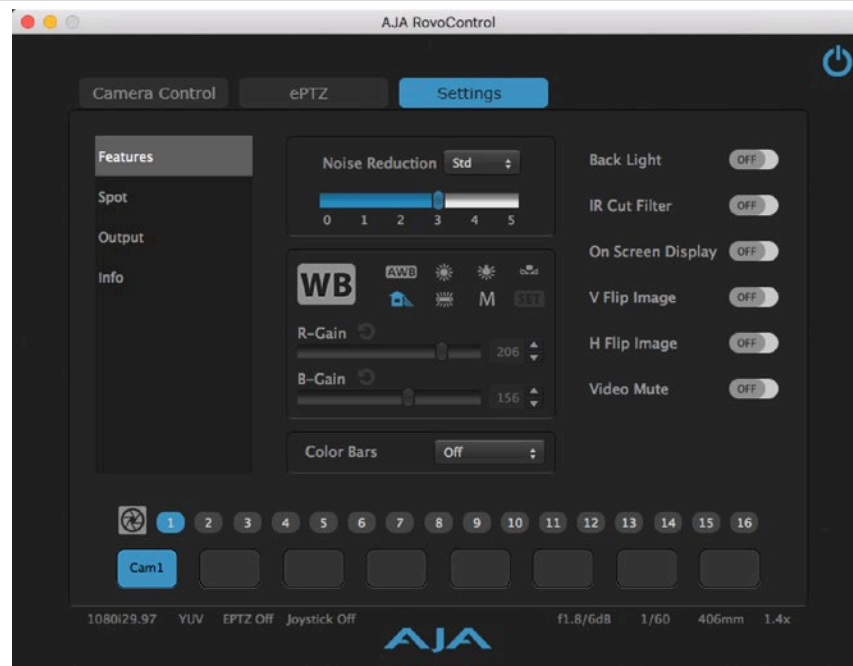 AJA RovoControl
Camera Control ePTZ Settings
Features
Spot
Output
Info
Noise Reduction Std
0 1 2 3 4 5
WB AWB
M SET
R-Gain 206
B-Gain 156
Color Bars Off
Back Light OFF
IR Cut Filter OFF
On Screen Display OFF
V Flip Image OFF
H Flip Image OFF
Video Mute OFF
1 2 3 4 5 6 7 8 9 10 11 12 13 14 15 16
Cam1
1080i29.97 YUV EPTZ Off Joystick Off f1.8/6dB 1/60 406mm 1.4x
AJA